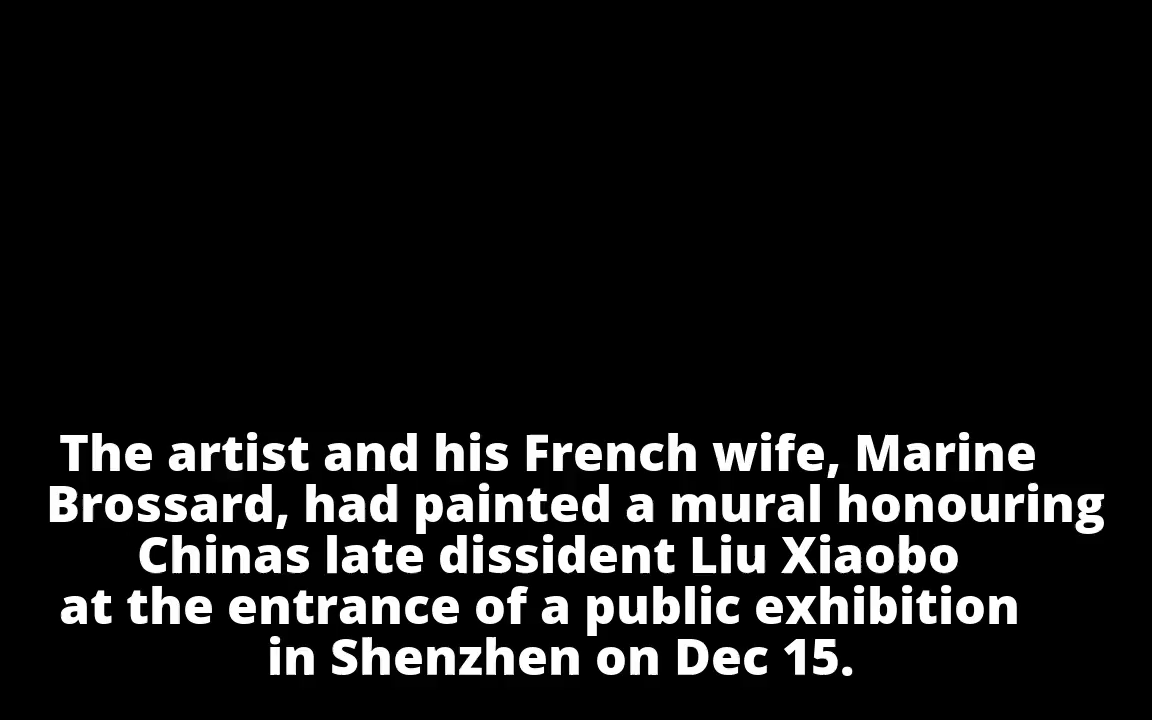 The artist and his French wife, Marine
Brossard, had painted a mural honouring
Chinas late dissident Liu Xiaobo
at the entrance of a public exhibition
in Shenzhen on Dec 15.